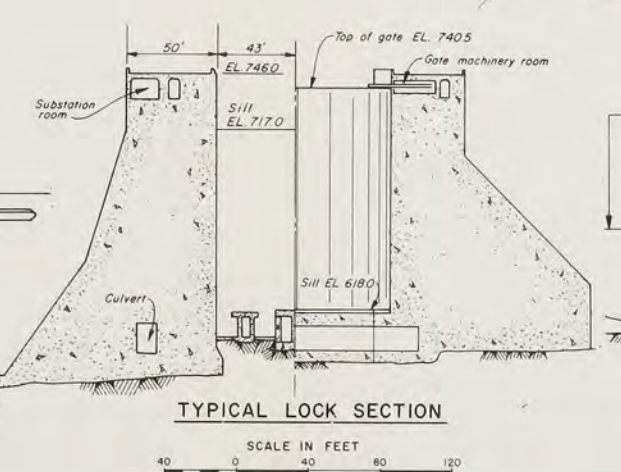 50'
43'
Top of gate EL. 740.5
EL. 746.0
Gate machinery room
Substation
room
Sill
EL. 717.0
Sill EL 618.0
Culvert
TYPICAL LOCK SECTION
SCALE IN FEET
40 0 40 80 120